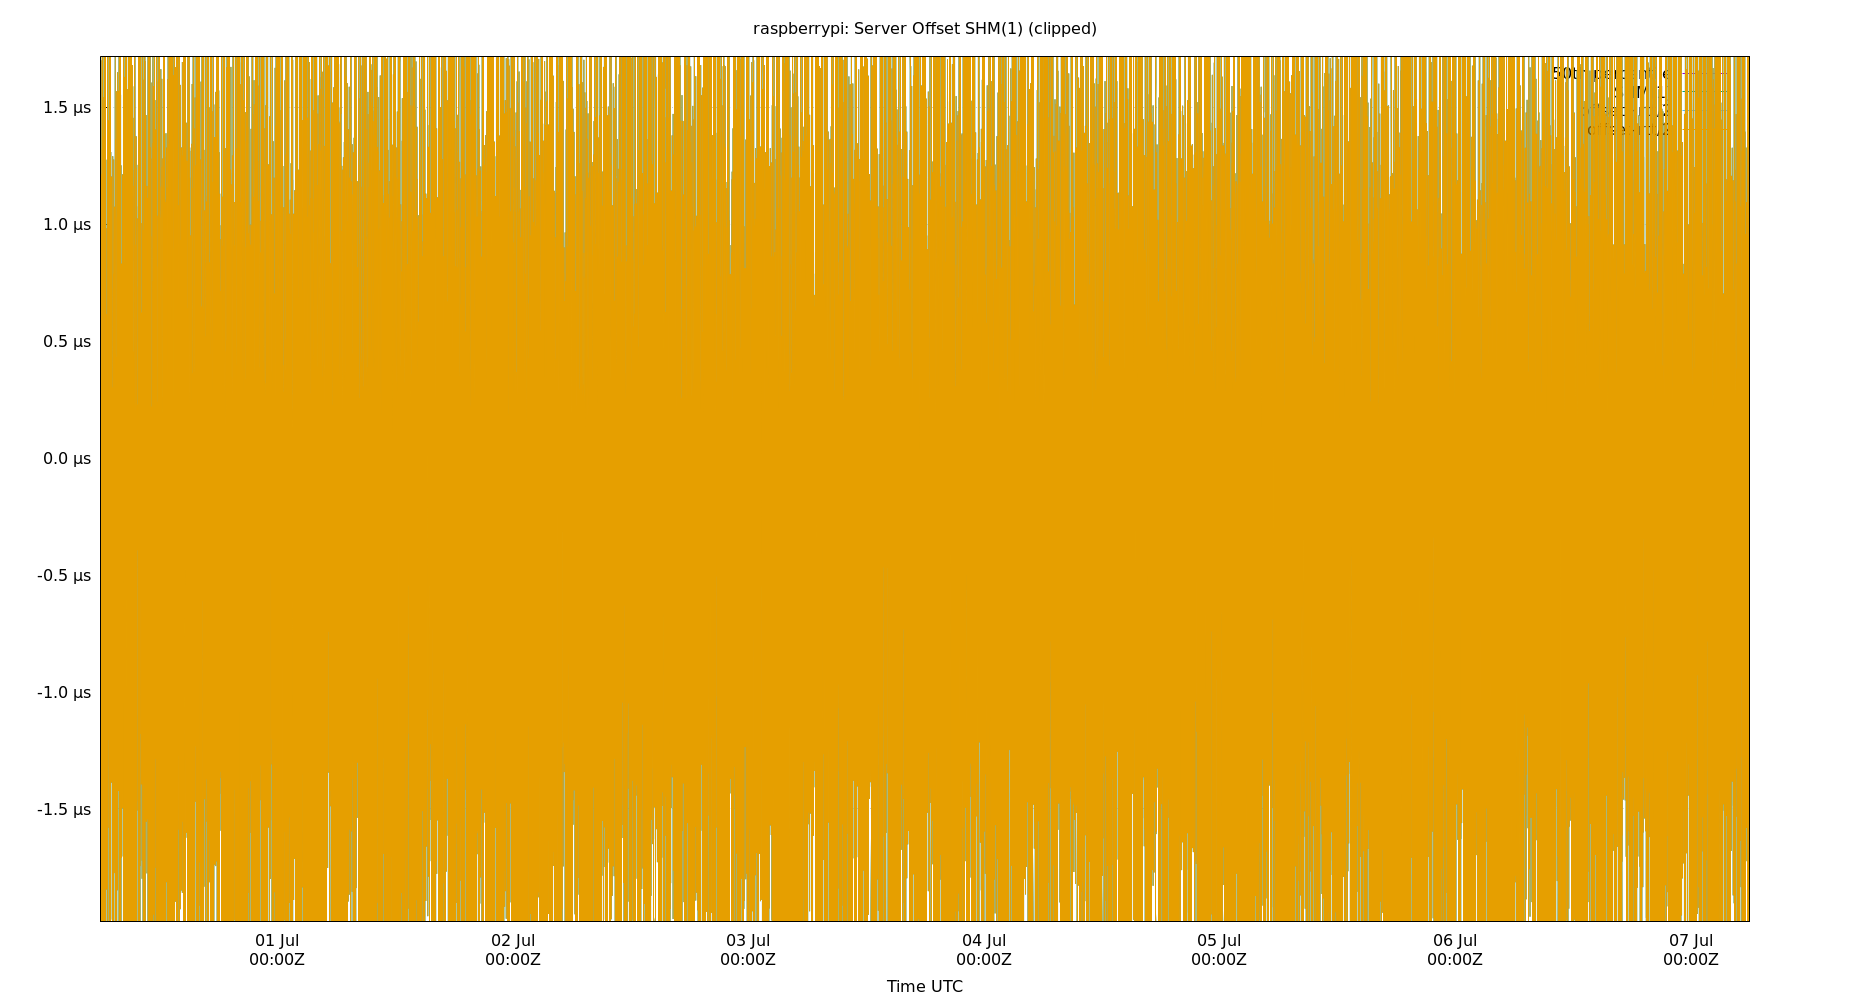 raspberrypi: Server Offset SHM(1) (clipped)
1.5 µs
1.0 µs
0.5 µs
0.0 µs
-0.5 µs
-1.0 µs
-1.5 µs
01 Jul 02 Jul 03 Jul 04 Jul 05 Jul 06 Jul 07 Jul
00:00Z 00:00Z 00:00Z 00:00Z 00:00Z 00:00Z 00:00Z
Time UTC